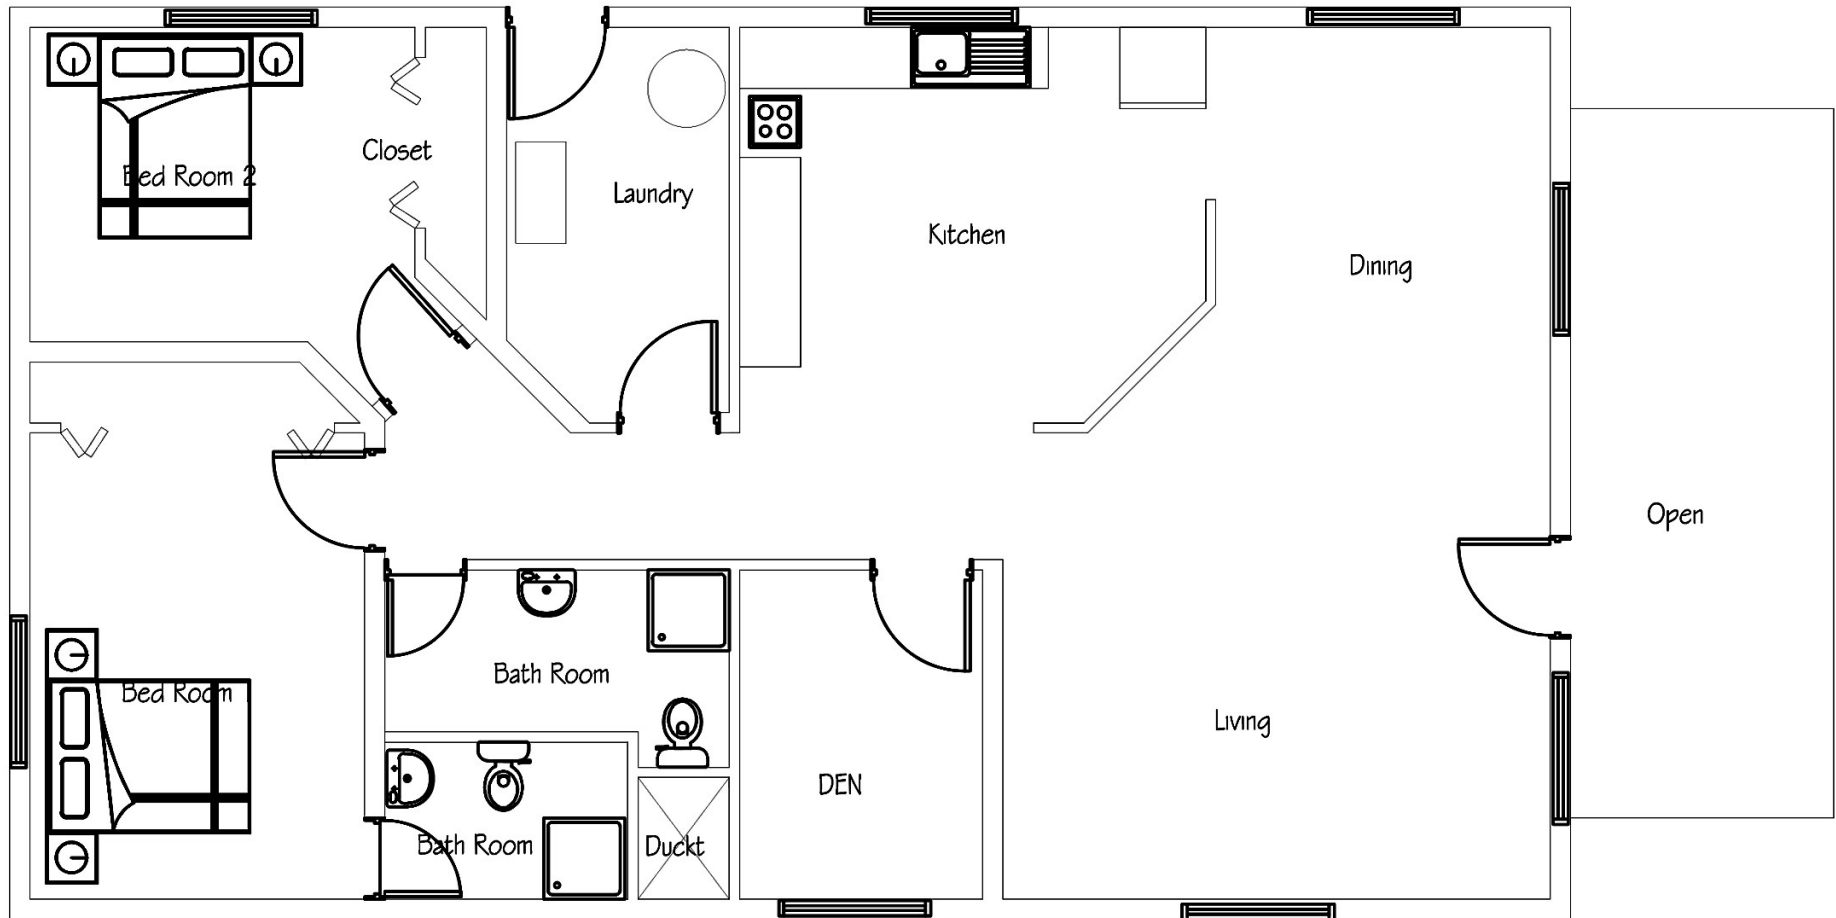 Closet
Bed Room 2
Laundry
Kitchen
Dining
Open
Bath Room
Bed Room
Living
DEN
Bath Room
Duckt